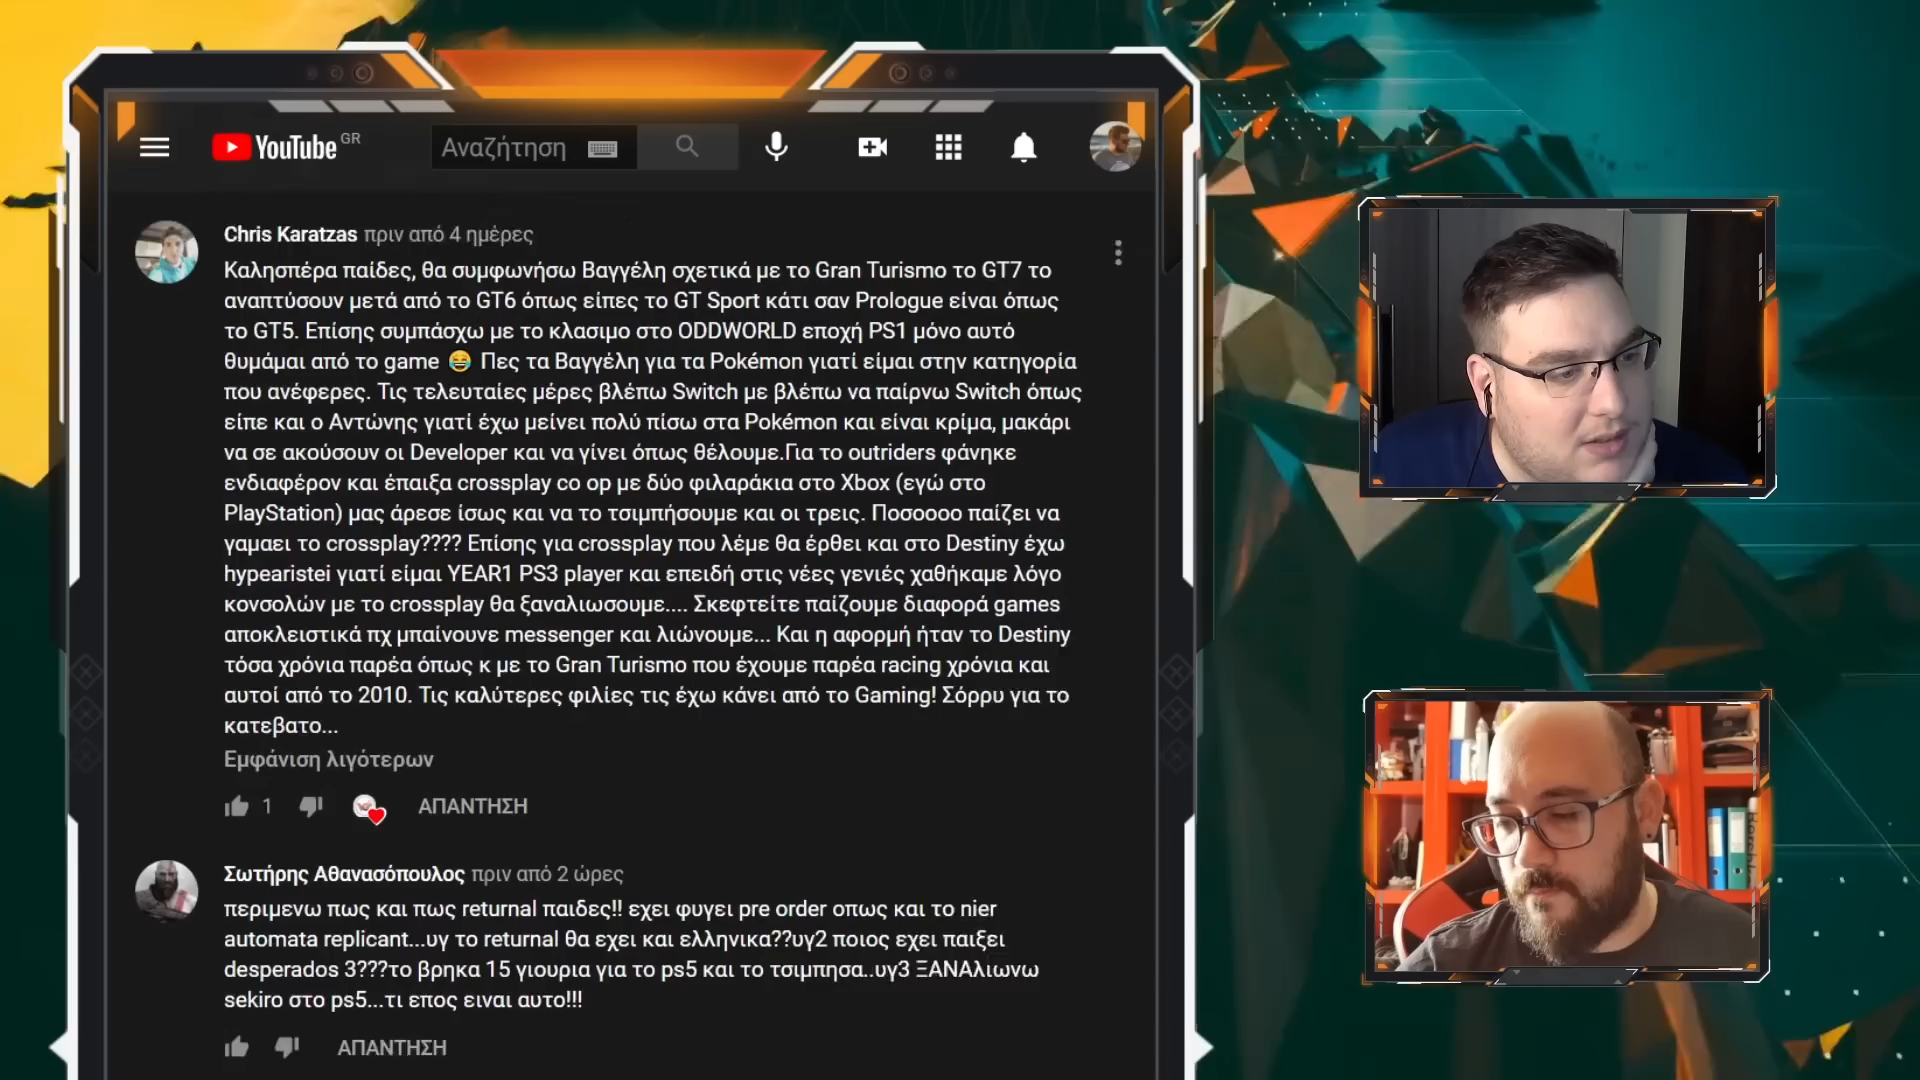 YouTube GR
Αναζήτηση
Chris Karatzas πριν από 4 ημέρες
Καλησπέρα παίδες, θα συμφωνήσω Βαγγέλη σχετικά με το Gran Turismo το GT7 το
αναπτύσουν μετά από το GT6 όπως είπες το GT Sport κάτι σαν Prologue είναι όπως
το GT5. Επίσης συμπάσχω με το κλασιμο στο ODDWORLD εποχή PS1 μόνο αυτό
θυμάμαι από το game 😂 Πες τα Βαγγέλη για τα Pokémon γιατί είμαι στην κατηγορία
που ανέφερες. Τις τελευταίες μέρες βλέπω Switch με βλέπω να παίρνω Switch όπως
είπε και ο Αντώνης γιατί έχω μείνει πολύ πίσω στα Pokémon και είναι κρίμα, μακάρι
να σε ακούσουν οι Developer και να γίνει όπως θέλουμε.Για το outriders φάνηκε
ενδιαφέρον και έπαιξα crossplay co op με δύο φιλαράκια στο Xbox (εγώ στο
PlayStation) μας άρεσε ίσως και να το τσιμπήσουμε και οι τρεις. Ποσοοοο παίζει να
γαμαει το crossplay???? Επίσης για crossplay που λέμε θα έρθει και στο Destiny έχω
hypearistei γιατί είμαι YEAR1 PS3 player και επειδή στις νέες γενιές χαθήκαμε λόγο
κονσολών με το crossplay θα ξαναλιωσουμε.... Σκεφτείτε παίζουμε διαφορά games
αποκλειστικά πχ μπαίνουνε messenger και λιώνουμε... Και η αφορμή ήταν το Destiny
τόσα χρόνια παρέα όπως κ με το Gran Turismo που έχουμε παρέα racing χρόνια και
αυτοί από το 2010. Τις καλύτερες φιλίες τις έχω κάνει από το Gaming! Σόρρυ για το
κατεβατο...
Εμφάνιση λιγότερων
1 ΑΠΑΝΤΗΣΗ
Σωτήρης Αθανασόπουλος πριν από 2 ώρες
περιμενω πως και πως returnal παιδες!! εχει φυγει pre order οπως και το nier
automata replicant...υγ το returnal θα εχει και ελληνικα??υγ2 ποιος εχει παιξει
desperados 3???το βρηκα 15 γιουρια για το ps5 και το τσιμπησα..υγ3 ΞΑΝΑλιωνω
sekiro στο ps5...τι επος ειναι αυτο!!!
ΑΠΑΝΤΗΣΗ